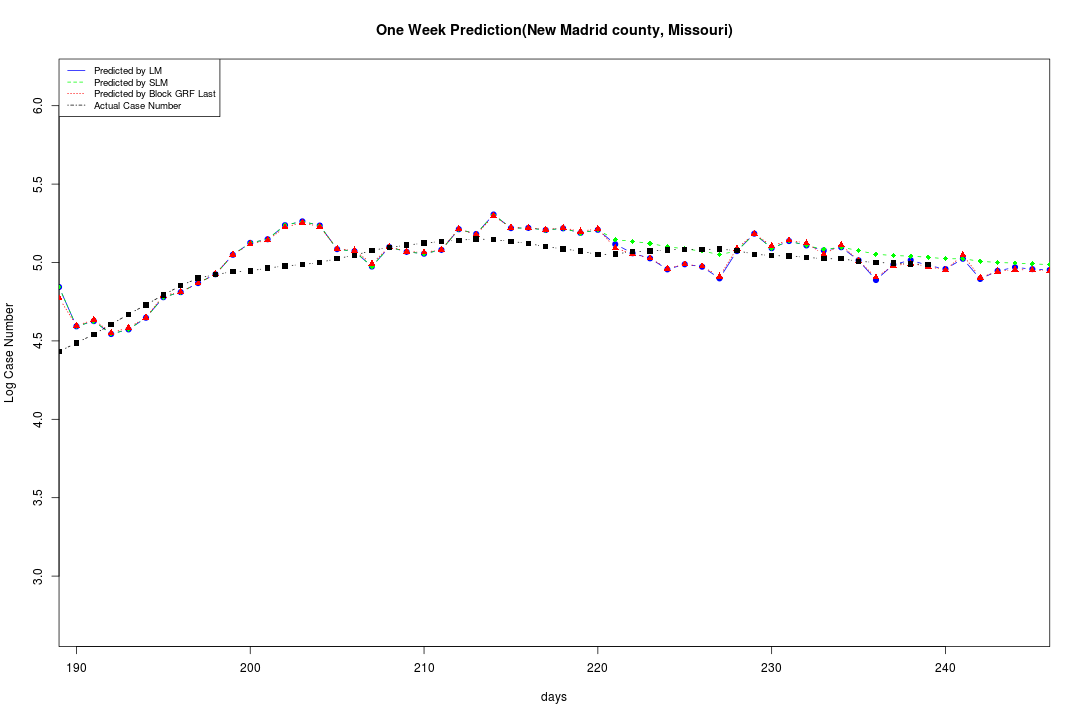 One Week Prediction(New Madrid county, Missouri)
Predicted by LM
Predicted by SLM
Predicted by Block GRF Last
Actual Case Number
6.0
5.5
5.0
4.5
4.0
3.5
3.0
Log Case Number
190 200 210 220 230 240
days